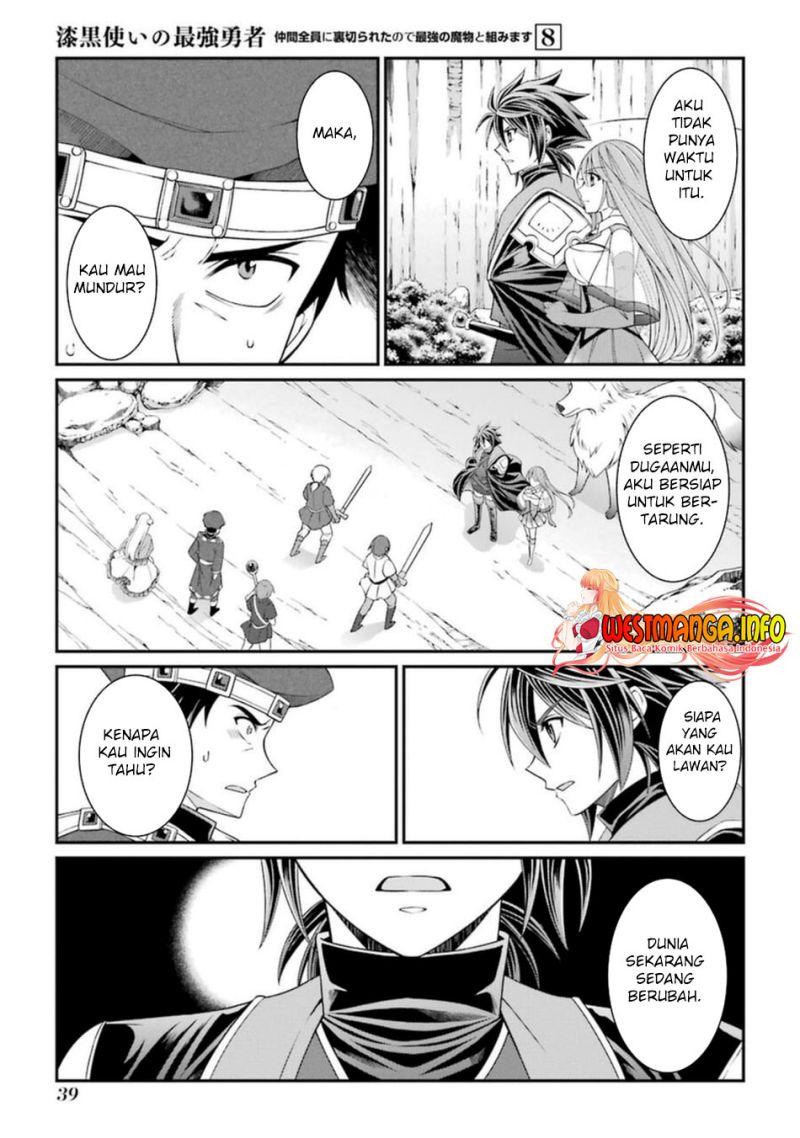 漆黒使いの最強勇者 仲間全員に裏切られたので最強の魔物と組みます 8
AKU
TIDAK
PUNYA
WAKTU
UNTUK
ITU.
MAKA,
KAU MAU
MUNDUR?
SEPERTI
DUGAANMU,
AKU BERSIAP
UNTUK BER-
TARUNG.
WESTMANGA.INFO
Situs Baca Komik Berbahasa Indonesia
SIAPA
YANG
AKAN KAU
LAWAN?
KENAPA
KAU INGIN
TAHU?
DUNIA
SEKARANG
SEDANG
BERUBAH.
39